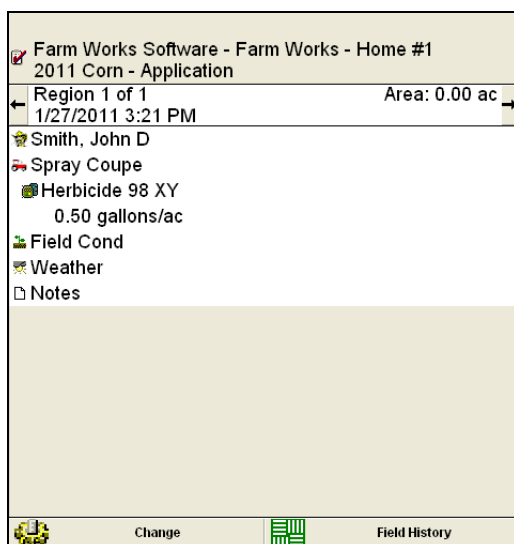 Farm Works Software - Farm Works - Home #1
2011 Corn - Application
Region 1 of 1 Area: 0.00 ac
1/27/2011 3:21 PM
Smith, John D
Spray Coupe
Herbicide 98 XY
0.50 gallons/ac
Field Cond
Weather
Notes
Change Field History